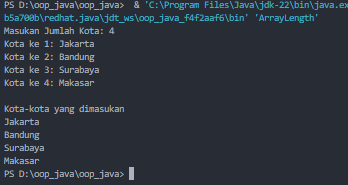 PS D:\oop_java\oop_java>  & 'C:\Program Files\Java\jdk-22\bin\java.ex
b5a700b\redhat.java\jdt_ws\oop_java_f4f2aaf6\bin' 'ArrayLength'
Masukan Jumlah Kota: 4
Kota ke 1: Jakarta
Kota ke 2: Bandung
Kota ke 3: Surabaya
Kota ke 4: Makasar

Kota-kota yang dimasukan
Jakarta
Bandung
Surabaya
Makasar
PS D:\oop_java\oop_java>